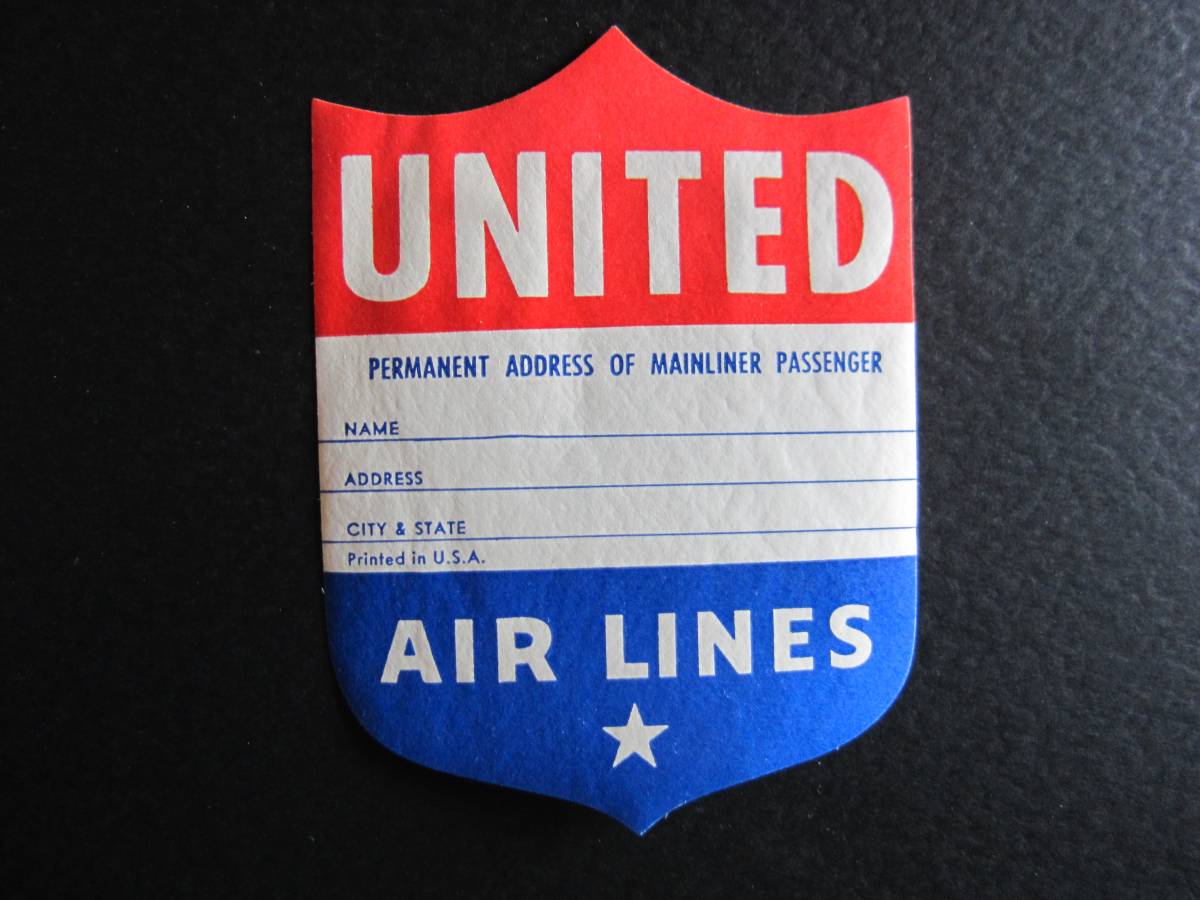 UNITED
PERMANENT ADDRESS OF MAINLINER PASSENGER
NAME
ADDRESS
CITY & STATE
Printed in U.S.A.
AIR LINES